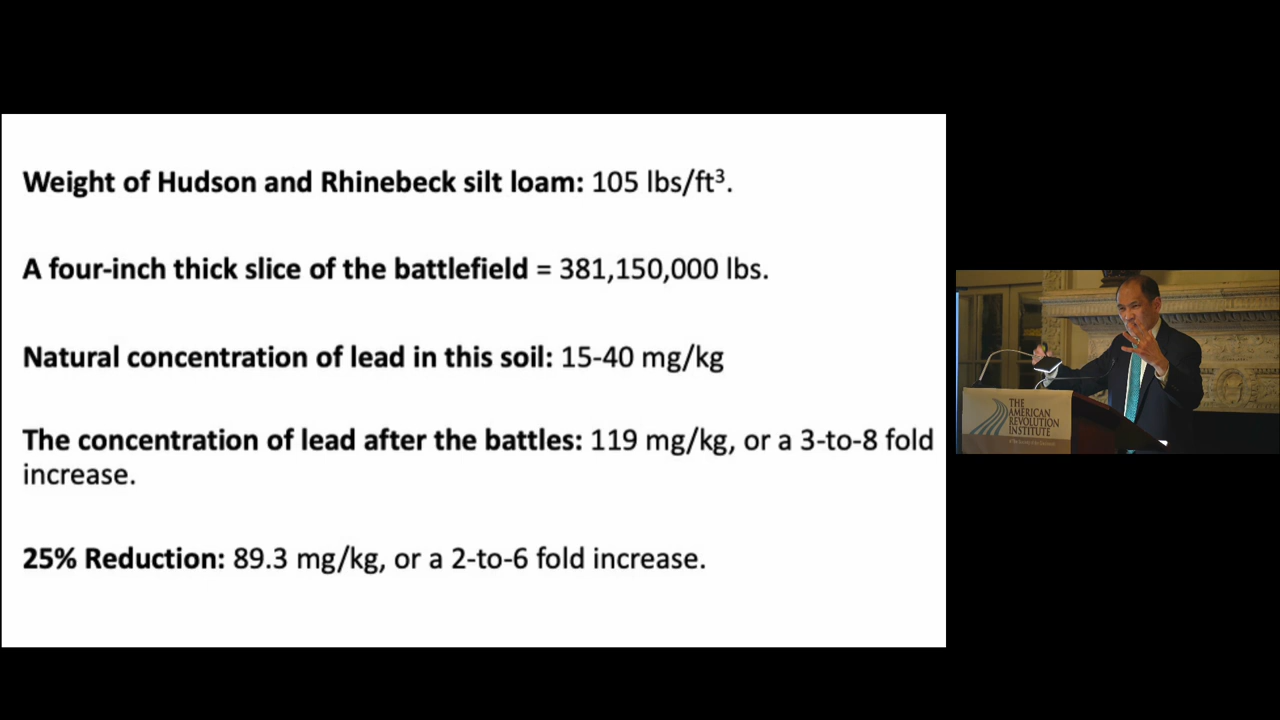 Weight of Hudson and Rhinebeck silt loam: 105 lbs/ft³.
A four-inch thick slice of the battlefield = 381,150,000 lbs.
Natural concentration of lead in this soil: 15-40 mg/kg
The concentration of lead after the battles: 119 mg/kg, or a 3-to-8 fold
increase.
25% Reduction: 89.3 mg/kg, or a 2-to-6 fold increase.
THE
AMERICAN
REVOLUTION
INSTITUTE